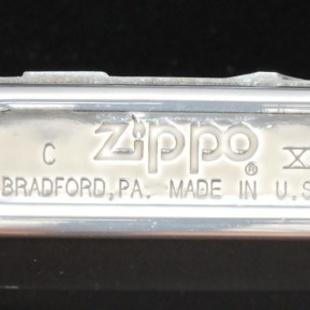 C Zippo® X
BRADFORD, PA. MADE IN U.S